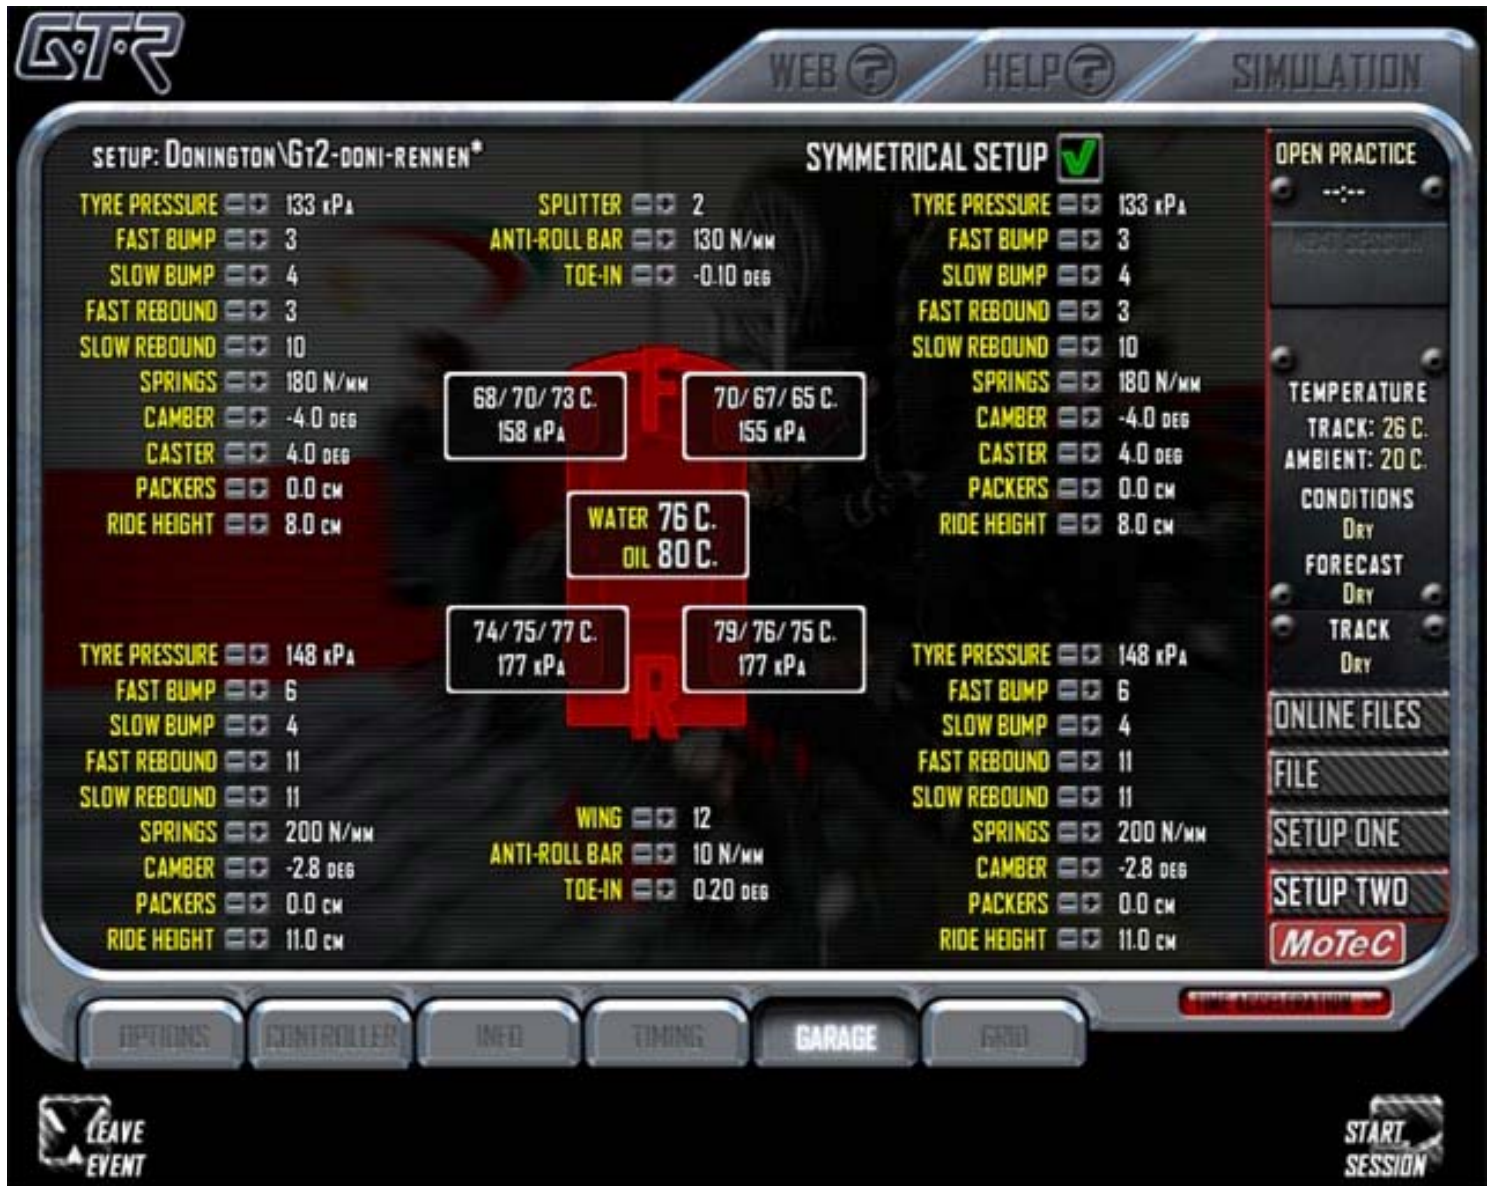 GTR
WEB ?
HELP ?
SIMULATION
SETUP: DONINGTON\GT2-DONI-RENNEN*
SYMMETRICAL SETUP
TYRE PRESSURE 133 KPA
FAST BUMP 3
SLOW BUMP 4
FAST REBOUND 3
SLOW REBOUND 10
SPRINGS 180 N/MM
CAMBER -4.0 DEG
CASTER 4.0 DEG
PACKERS 0.0 CM
RIDE HEIGHT 8.0 CM
SPLITTER 2
ANTI-ROLL BAR 130 N/MM
TOE-IN -0.10 DEG
TYRE PRESSURE 133 KPA
FAST BUMP 3
SLOW BUMP 4
FAST REBOUND 3
SLOW REBOUND 10
SPRINGS 180 N/MM
CAMBER -4.0 DEG
CASTER 4.0 DEG
PACKERS 0.0 CM
RIDE HEIGHT 8.0 CM
F
68/70/73 C.
158 KPA
70/67/65 C.
155 KPA
WATER 76 C.
OIL 80 C.
74/75/77 C.
177 KPA
79/76/75 C.
177 KPA
R
TYRE PRESSURE 148 KPA
FAST BUMP 6
SLOW BUMP 4
FAST REBOUND 11
SLOW REBOUND 11
SPRINGS 200 N/MM
CAMBER -2.8 DEG
PACKERS 0.0 CM
RIDE HEIGHT 11.0 CM
WING 12
ANTI-ROLL BAR 10 N/MM
TOE-IN 0.20 DEG
TYRE PRESSURE 148 KPA
FAST BUMP 6
SLOW BUMP 4
FAST REBOUND 11
SLOW REBOUND 11
SPRINGS 200 N/MM
CAMBER -2.8 DEG
PACKERS 0.0 CM
RIDE HEIGHT 11.0 CM
OPEN PRACTICE
--:--
NEXT SESSION
TEMPERATURE
TRACK: 26 C.
AMBIENT: 20 C.
CONDITIONS
DRY
FORECAST
DRY
TRACK
DRY
ONLINE FILES
FILE
SETUP ONE
SETUP TWO
MoTeC
TIME ACCELERATION
OPTIONS
CONTROLLER
INFO
TIMING
GARAGE
GRID
LEAVE
EVENT
START
SESSION